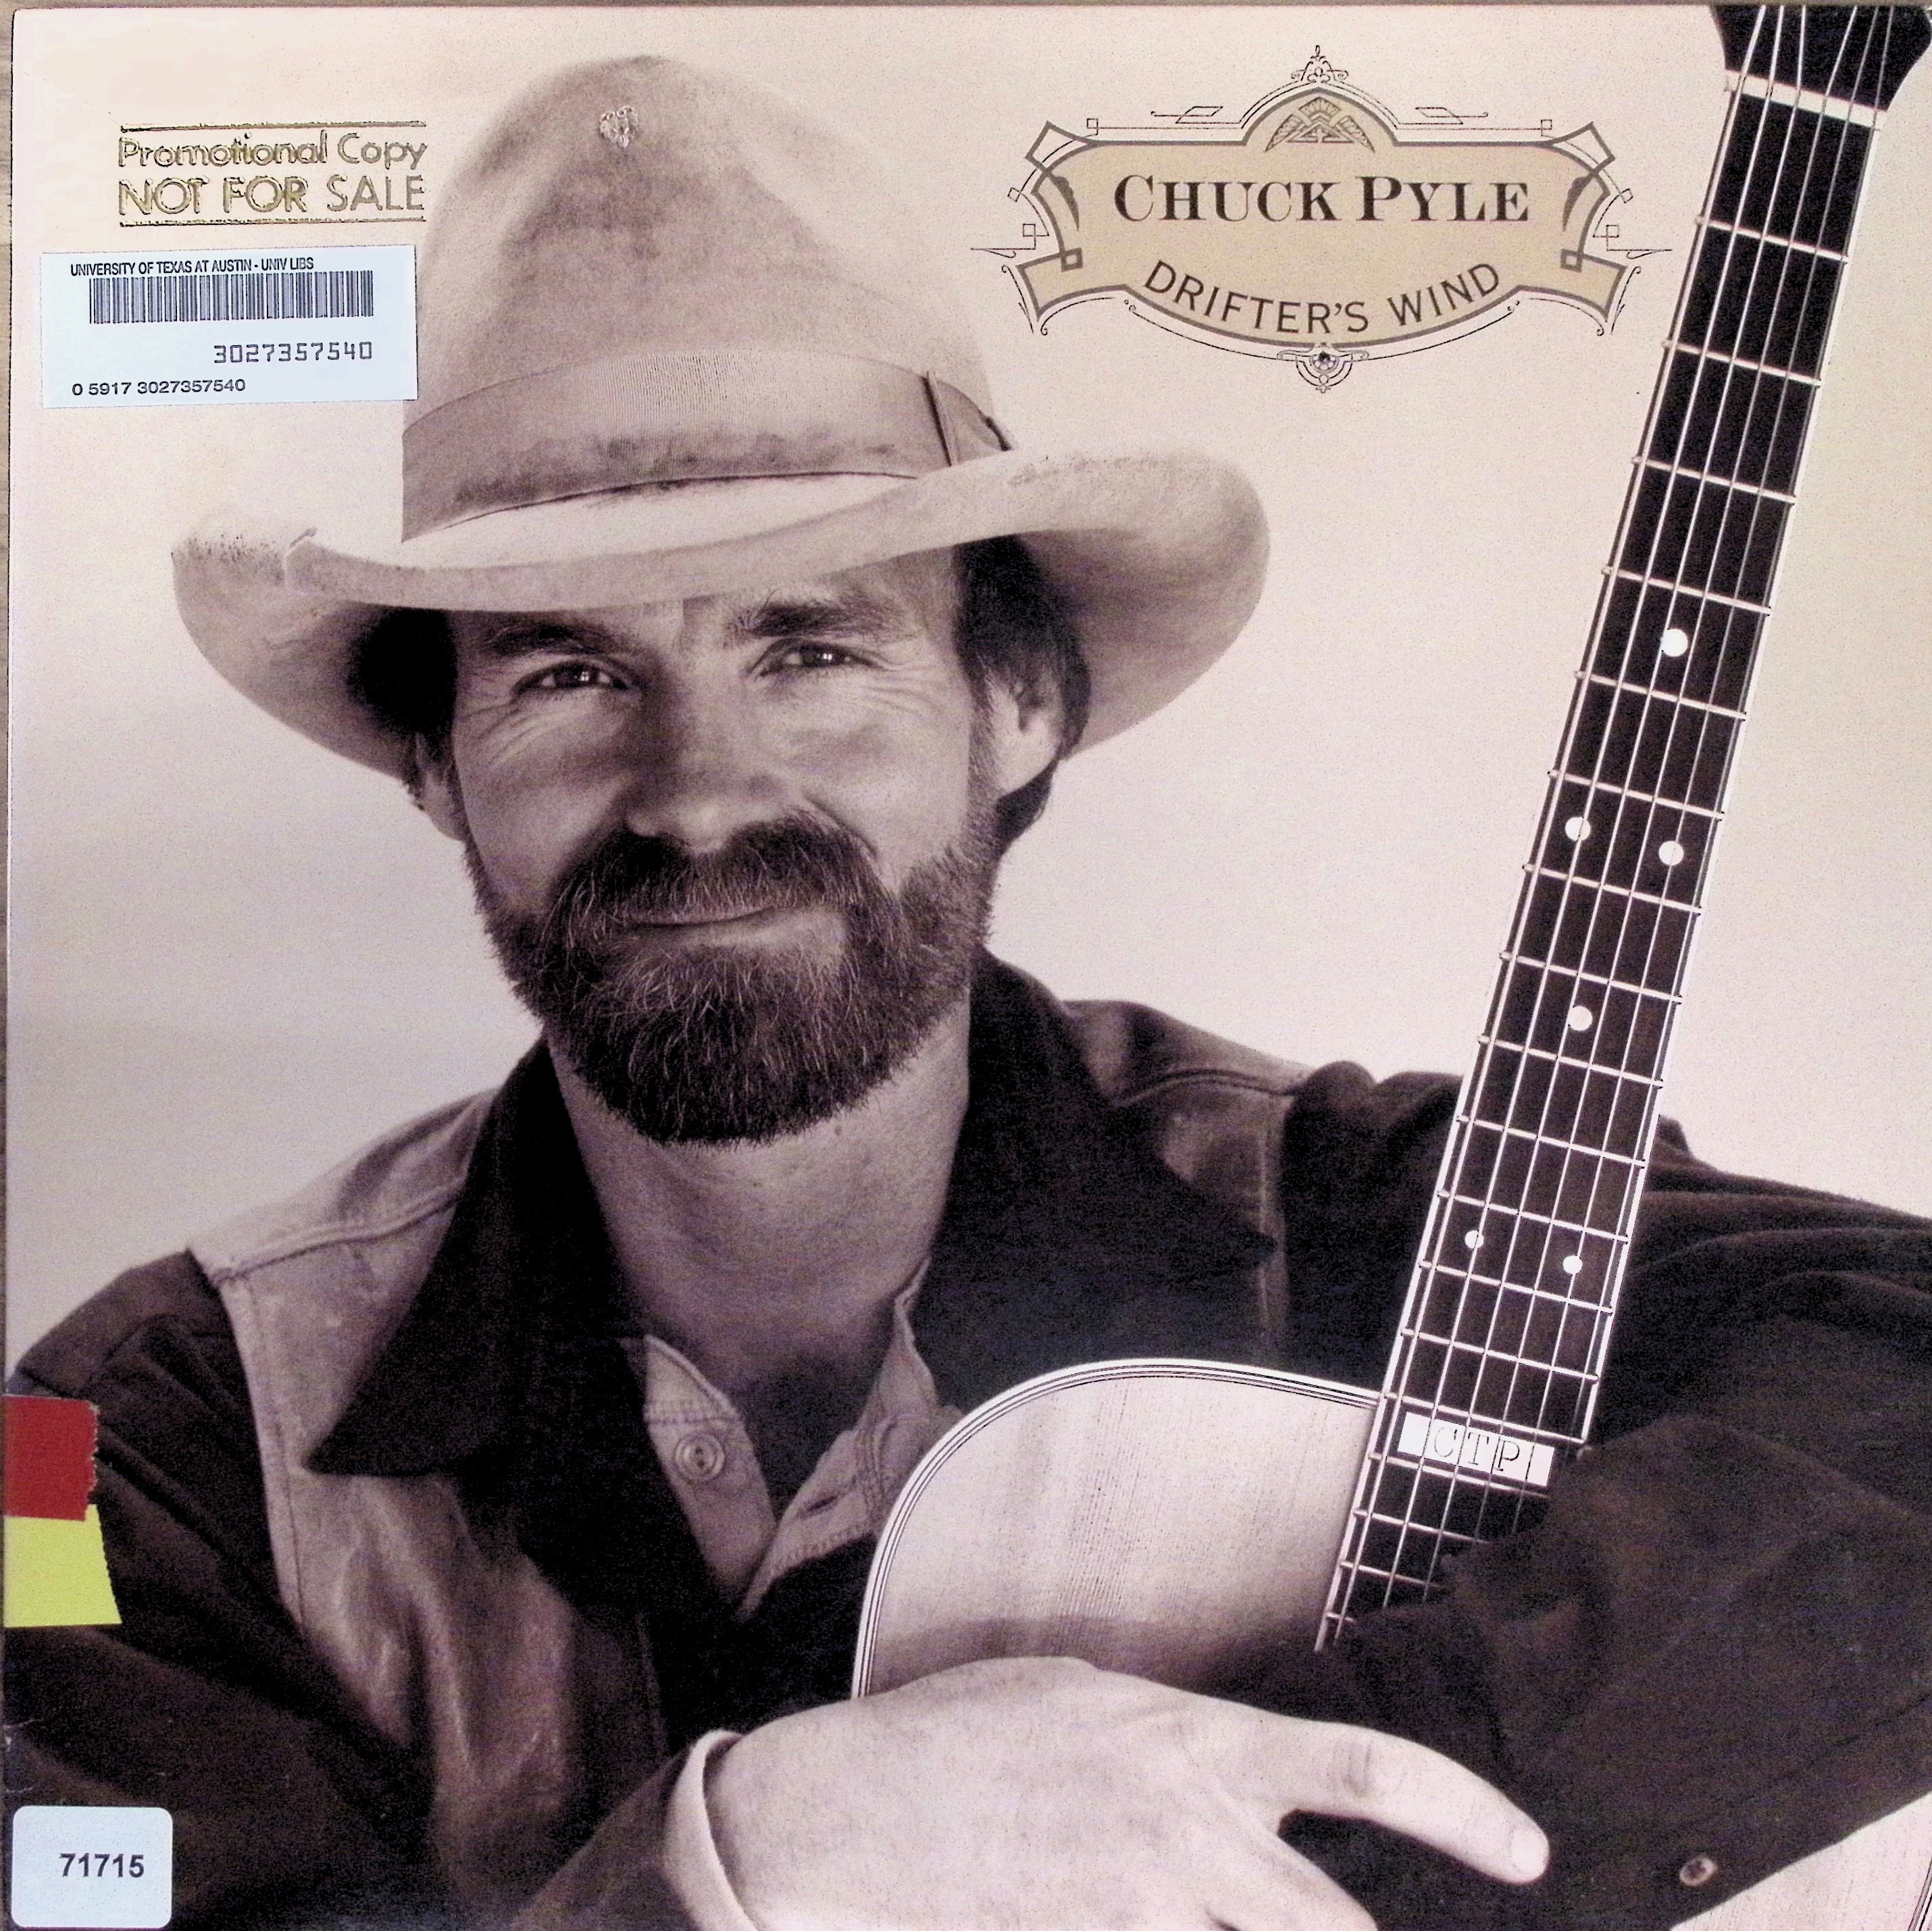 Promotional Copy
NOT FOR SALE
UNIVERSITY OF TEXAS AT AUSTIN - UNIV LIBS
3027357540
0 5917 3027357540
CHUCK PYLE
DRIFTER'S WIND
CTP
71715